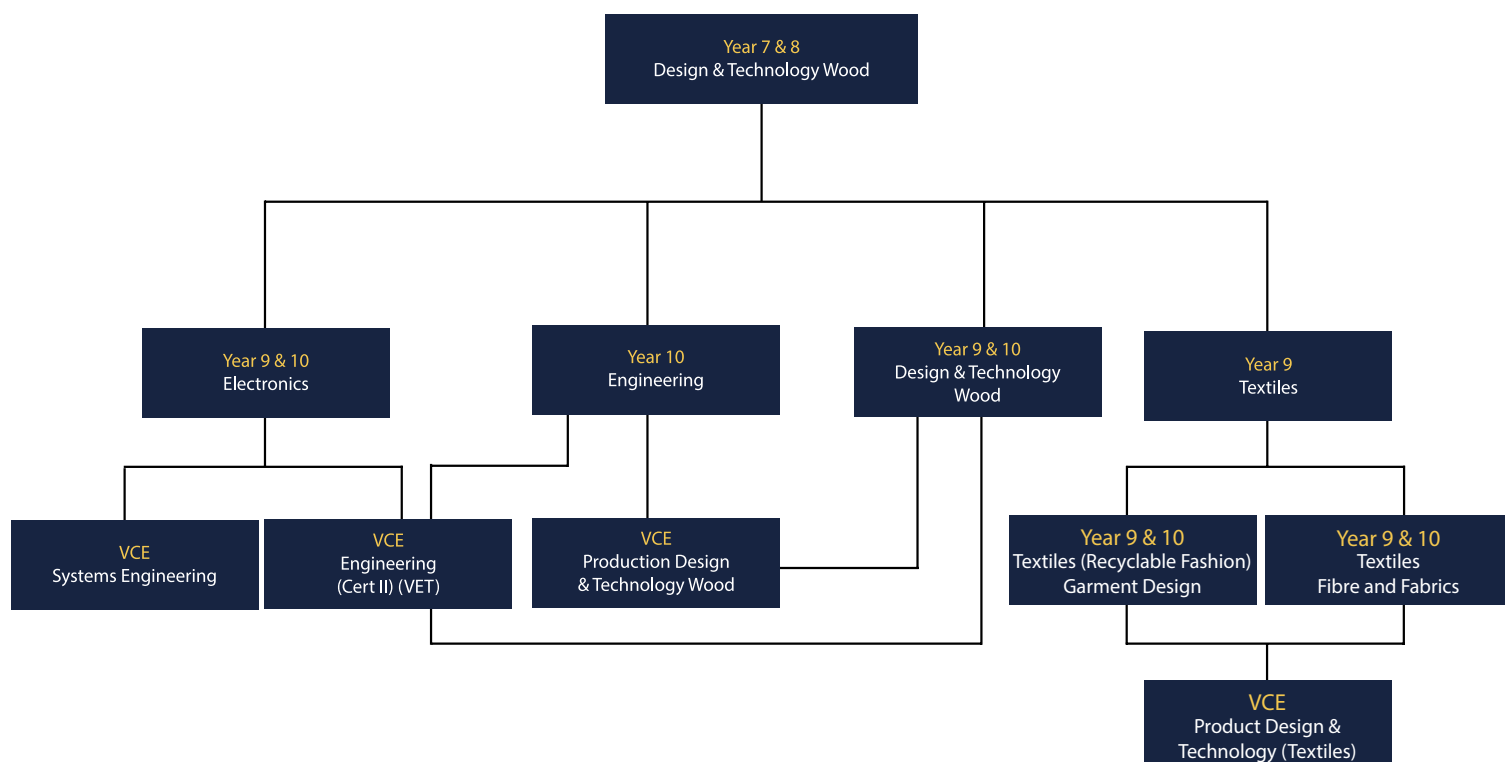 Year 7 & 8
Design & Technology Wood
Year 9 & 10
Electronics
Year 10
Engineering
Year 9 & 10
Design & Technology
Wood
Year 9
Textiles
VCE
Systems Engineering
VCE
Engineering
(Cert II) (VET)
VCE
Production Design
& Technology Wood
Year 9 & 10
Textiles (Recyclable Fashion)
Garment Design
Year 9 & 10
Textiles
Fibre and Fabrics
VCE
Product Design &
Technology (Textiles)